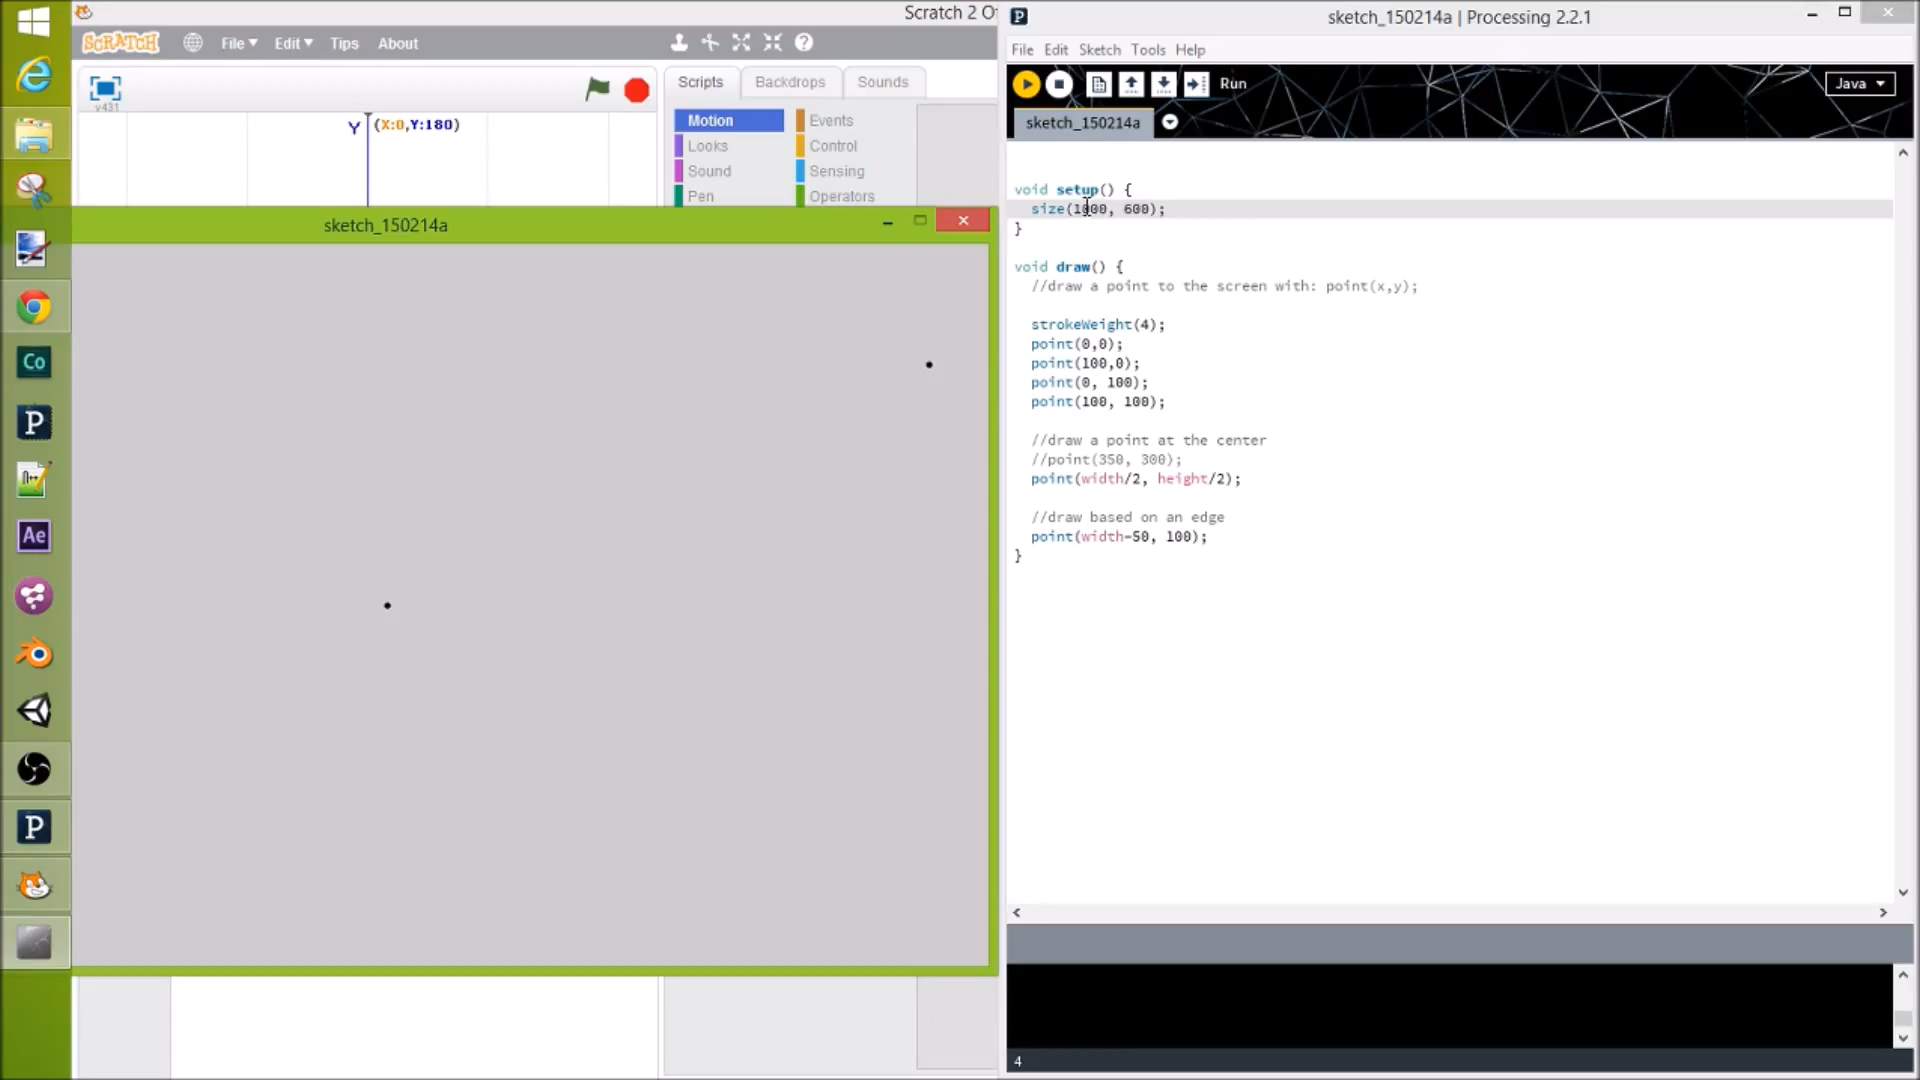 Scratch 2 Of
SCRATCH
File
Edit
Tips
About
v431
Y
(X:0,Y:180)
Scripts
Backdrops
Sounds
Motion
Looks
Sound
Pen
Events
Control
Sensing
Operators
sketch_150214a
Co
P
n++
Ae
P
P
sketch_150214a | Processing 2.2.1
File Edit Sketch Tools Help
Run
Java
sketch_150214a
void setup() {
size(1000, 600);
}
void draw() {
//draw a point to the screen with: point(x,y);
strokeWeight(4);
point(0,0);
point(100,0);
point(0, 100);
point(100, 100);
//draw a point at the center
//point(350, 300);
point(width/2, height/2);
//draw based on an edge
point(width-50, 100);
}
4